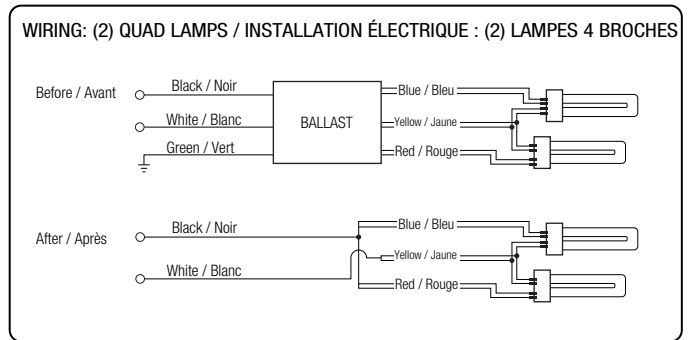 WIRING: (2) QUAD LAMPS / INSTALLATION ÉLECTRIQUE : (2) LAMPES 4 BROCHES
Before / Avant
Black / Noir
White / Blanc
Green / Vert
BALLAST
Blue / Bleu
Yellow / Jaune
Red / Rouge
After / Après
Black / Noir
White / Blanc
Blue / Bleu
Yellow / Jaune
Red / Rouge